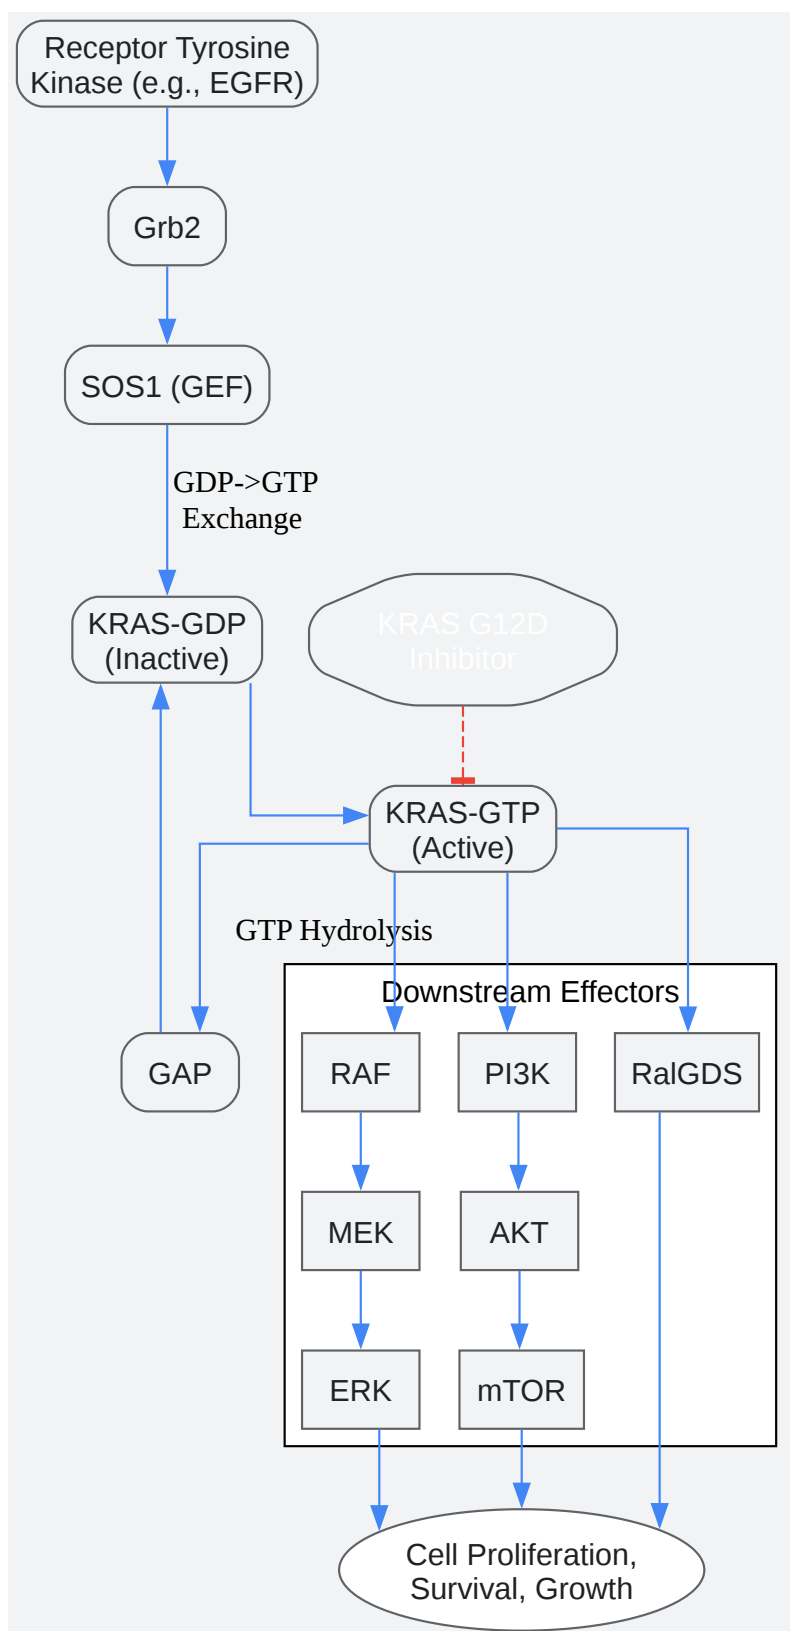 Receptor Tyrosine
Kinase (e.g., EGFR)
Grb2
SOS1 (GEF)
GDP->GTP
Exchange
KRAS-GDP
(Inactive)
KRAS G12D
Inhibitor
KRAS-GTP
(Active)
GTP Hydrolysis
Downstream Effectors
GAP
RAF
PI3K
RalGDS
MEK
AKT
ERK
mTOR
Cell Proliferation,
Survival, Growth